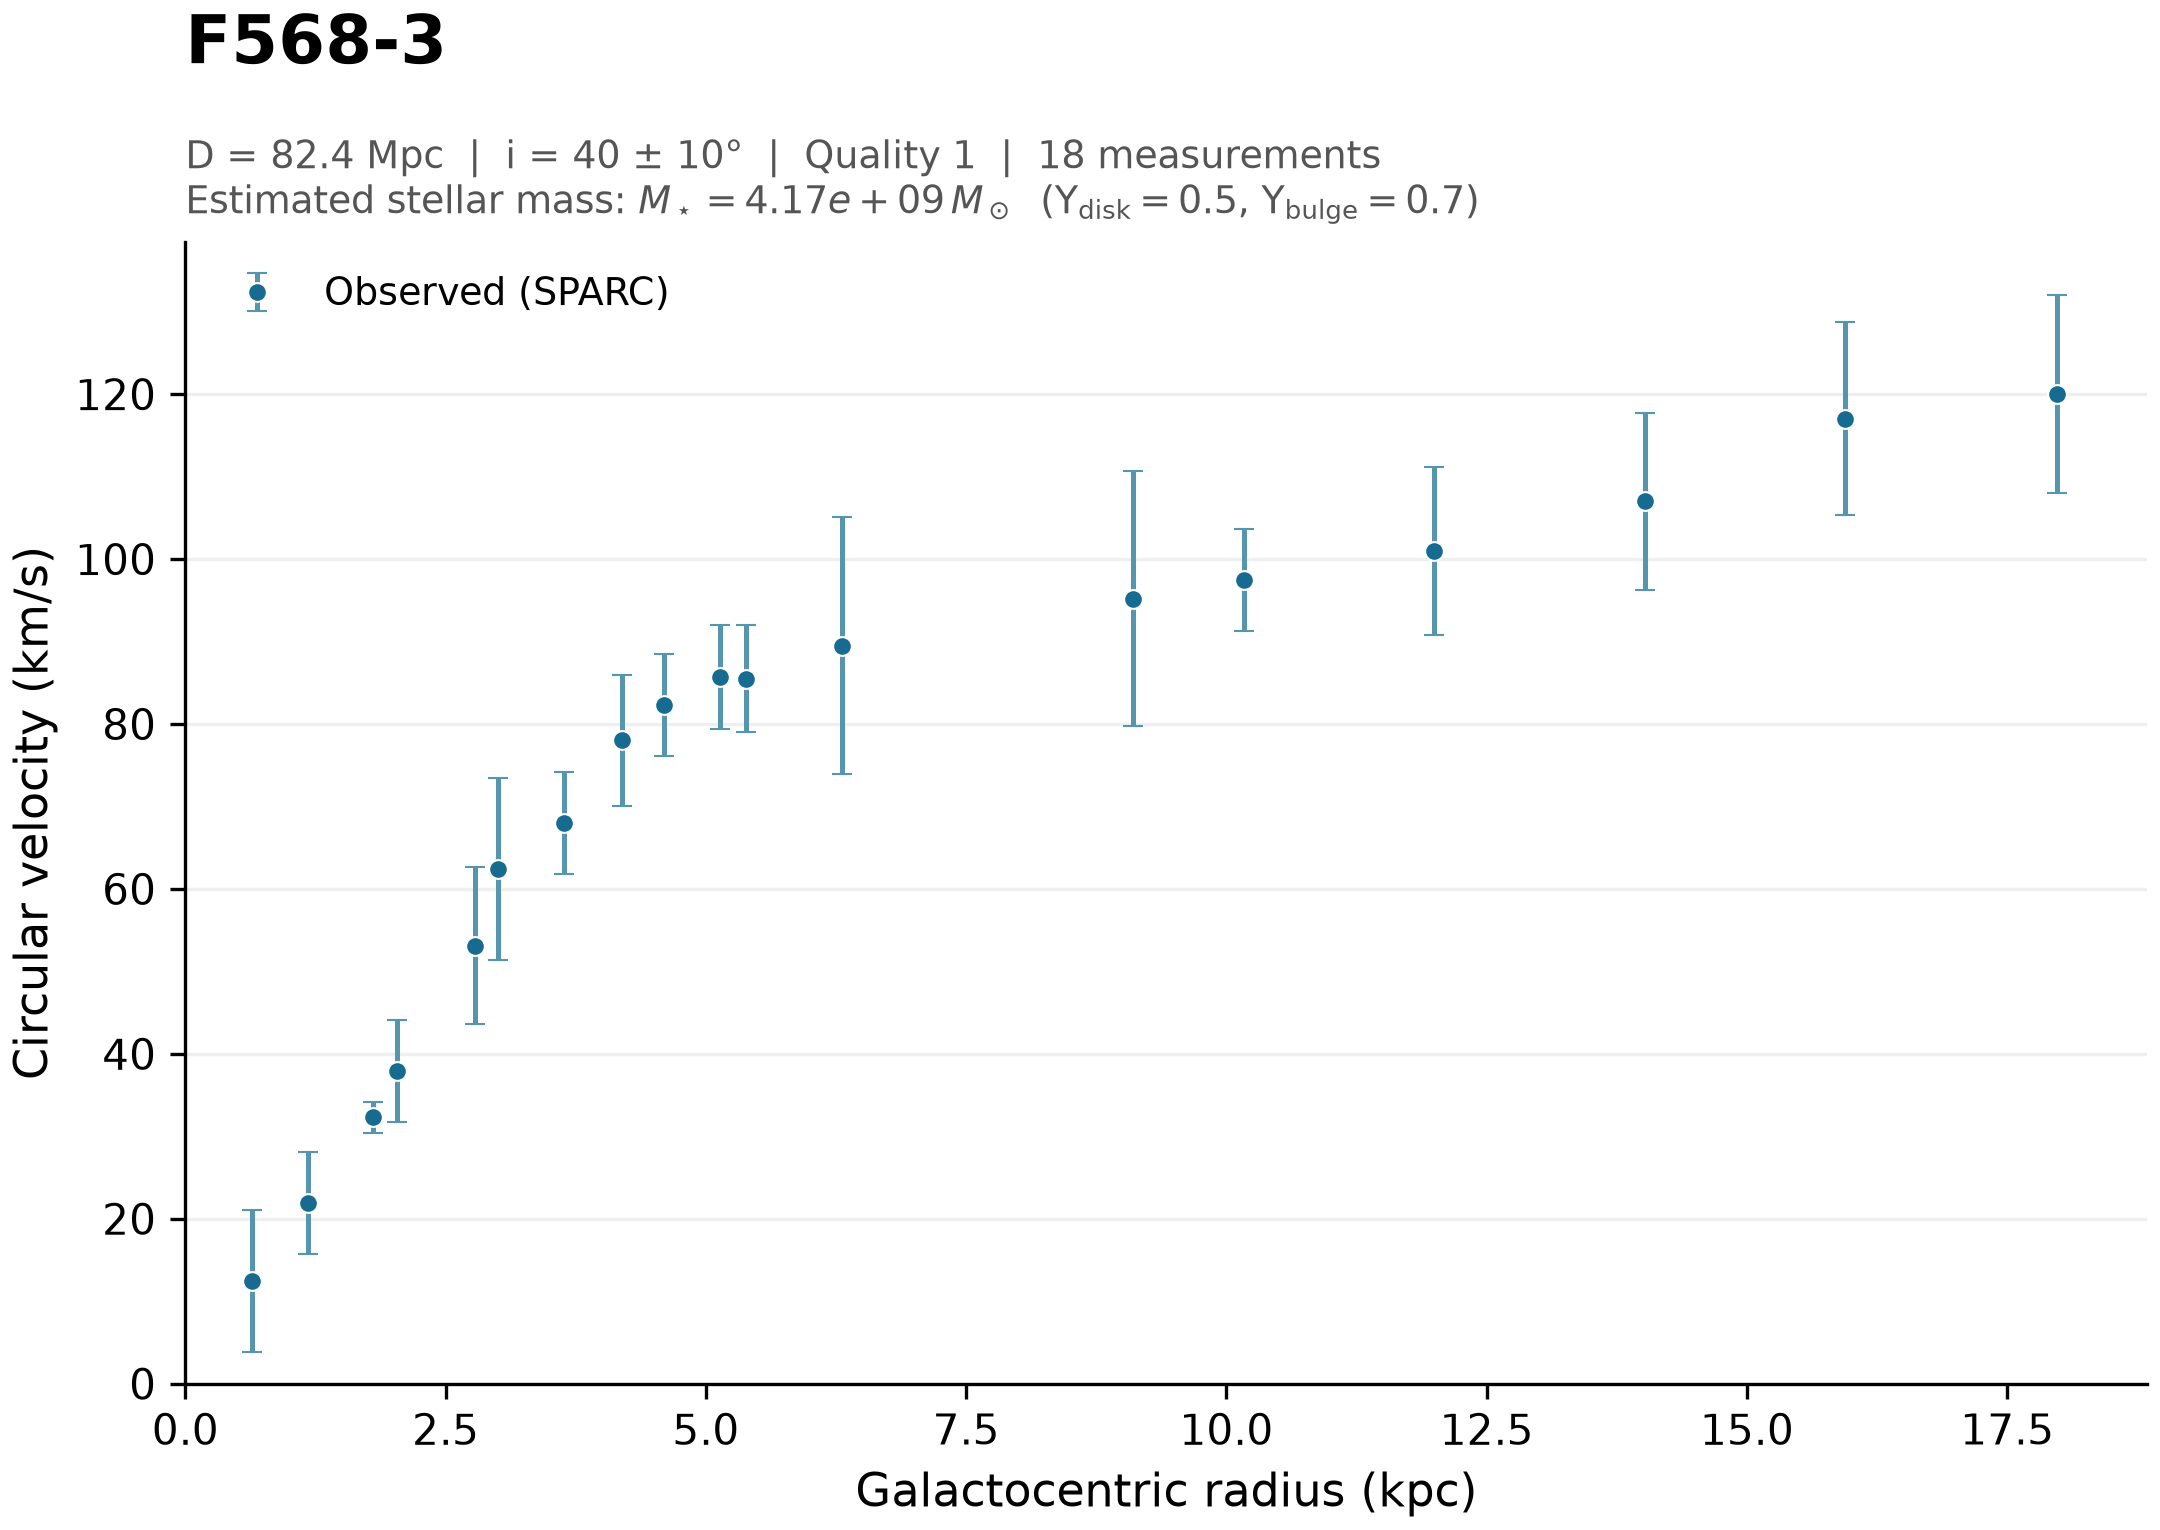 F568-3
D = 82.4 Mpc | i = 40 ± 10° | Quality 1 | 18 measurements
Estimated stellar mass: M⋆ = 4.17e + 09 M⊙ (Υdisk = 0.5, Υbulge = 0.7)
Observed (SPARC)
120
100
80
60
40
20
0
Circular velocity (km/s)
0.0 2.5 5.0 7.5 10.0 12.5 15.0 17.5
Galactocentric radius (kpc)